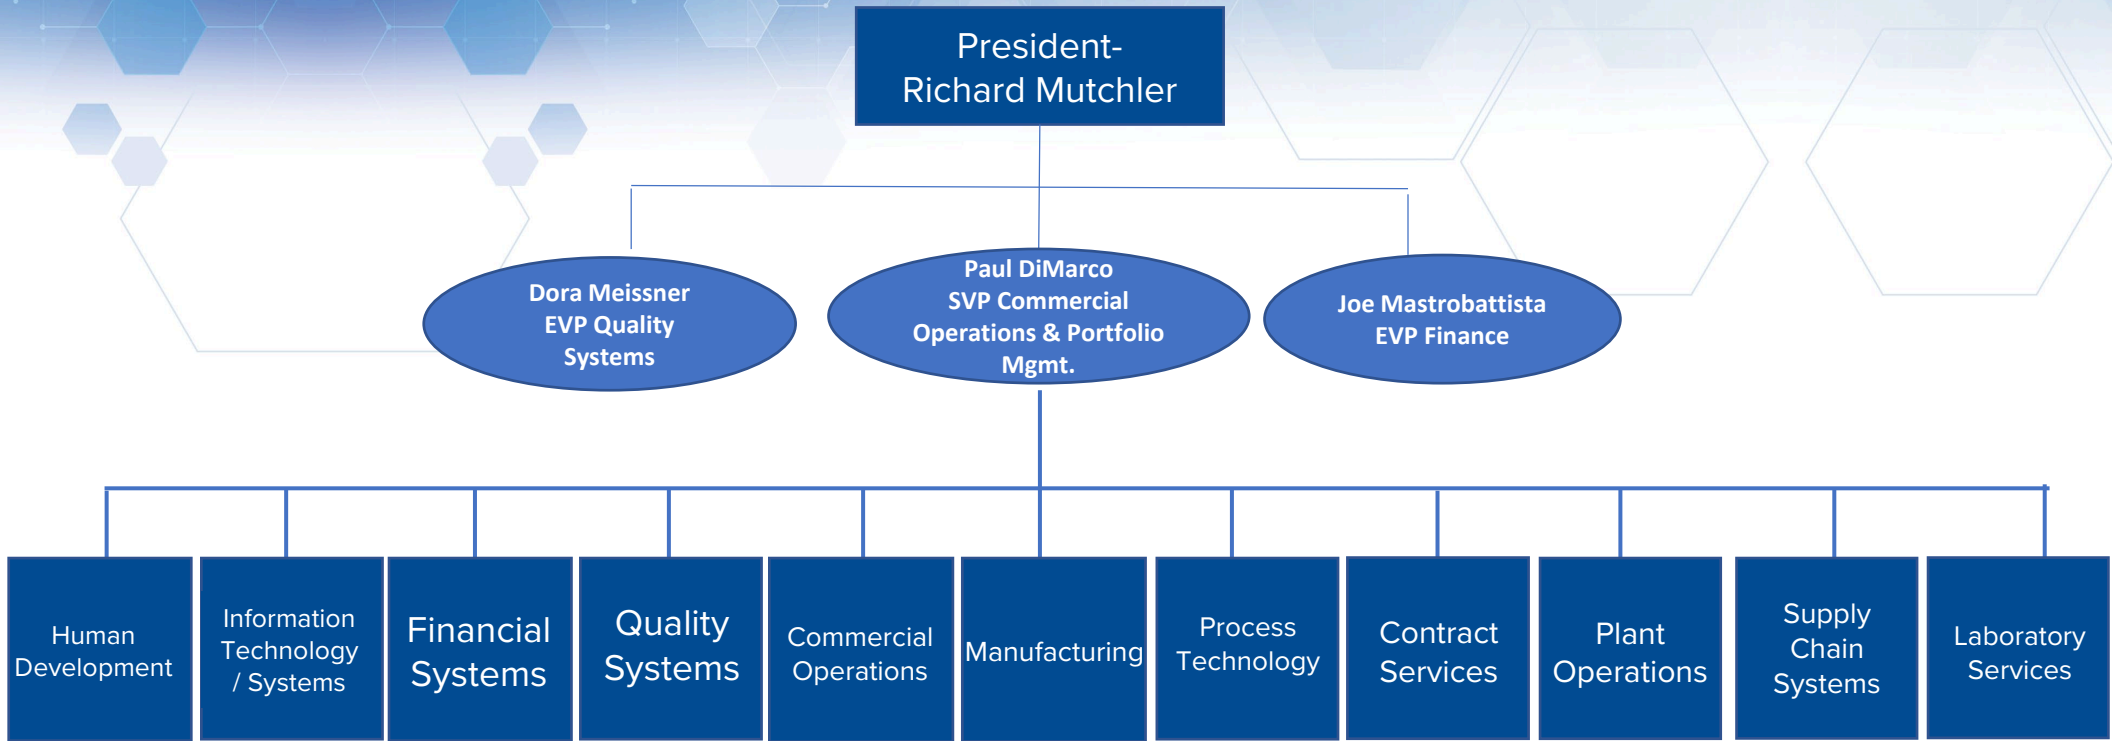 President-
Richard Mutchler
Dora Meissner
EVP Quality
Systems
Paul DiMarco
SVP Commercial
Operations & Portfolio
Mgmt.
Joe Mastrobattista
EVP Finance
Human
Development
Information
Technology
/ Systems
Financial
Systems
Quality
Systems
Commercial
Operations
Manufacturing
Process
Technology
Contract
Services
Plant
Operations
Supply
Chain
Systems
Laboratory
Services